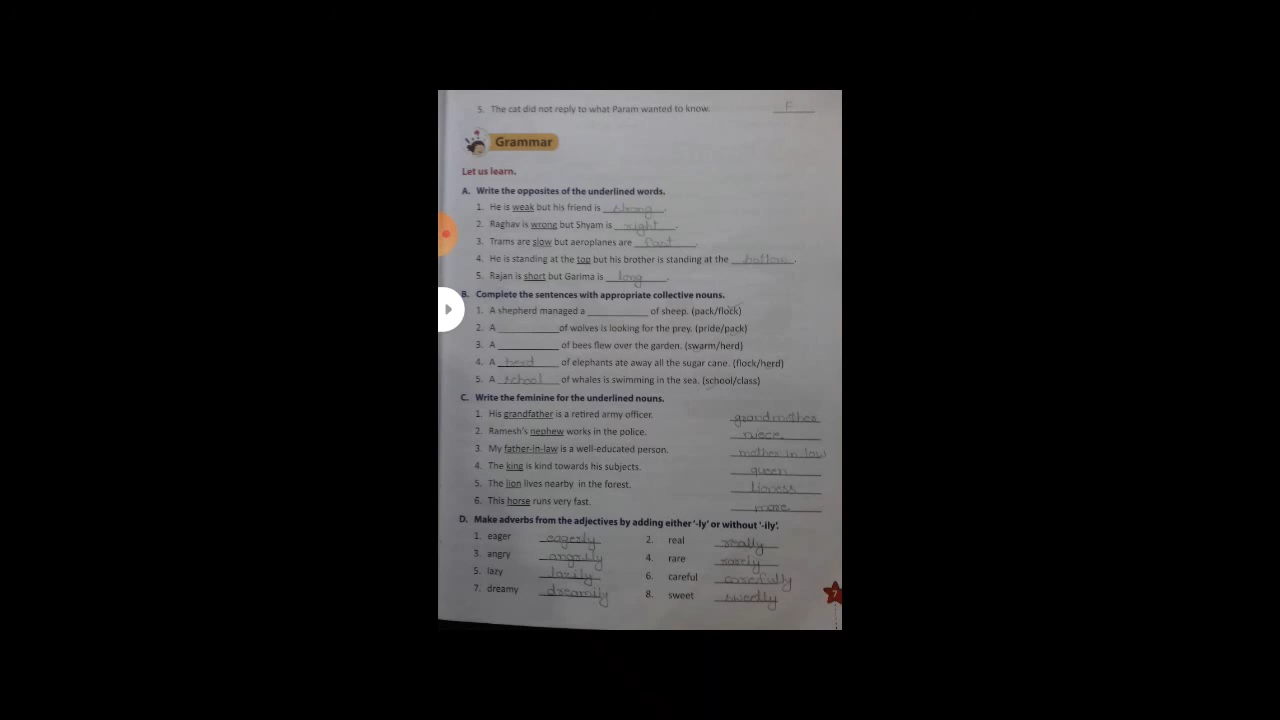 5. The cat did not reply to what Param wanted to know. F
Grammar
Let us learn.
A. Write the opposites of the underlined words.
1. He is weak but his friend is strong.
2. Raghav is wrong but Shyam is right.
3. Trams are slow but aeroplanes are fast.
4. He is standing at the top but his brother is standing at the bottom.
5. Rajan is short but Garima is long.
B. Complete the sentences with appropriate collective nouns.
1. A shepherd managed a ________ of sheep. (pack/flock)
2. A ________ of wolves is looking for the prey. (pride/pack)
3. A ________ of bees flew over the garden. (swarm/herd)
4. A herd of elephants ate away all the sugar cane. (flock/herd)
5. A school of whales is swimming in the sea. (school/class)
C. Write the feminine for the underlined nouns.
1. His grandfather is a retired army officer. grandmother
2. Ramesh's nephew works in the police. niece
3. My father-in-law is a well-educated person. mother in law
4. The king is kind towards his subjects. queen
5. The lion lives nearby in the forest. Lioness
6. This horse runs very fast. mare
D. Make adverbs from the adjectives by adding either '-ly' or without '-ily'.
1. eager eagerly 2. real really
3. angry angrily 4. rare rarely
5. lazy lazily 6. careful carefully
7. dreamy dreamily 8. sweet sweetly
7